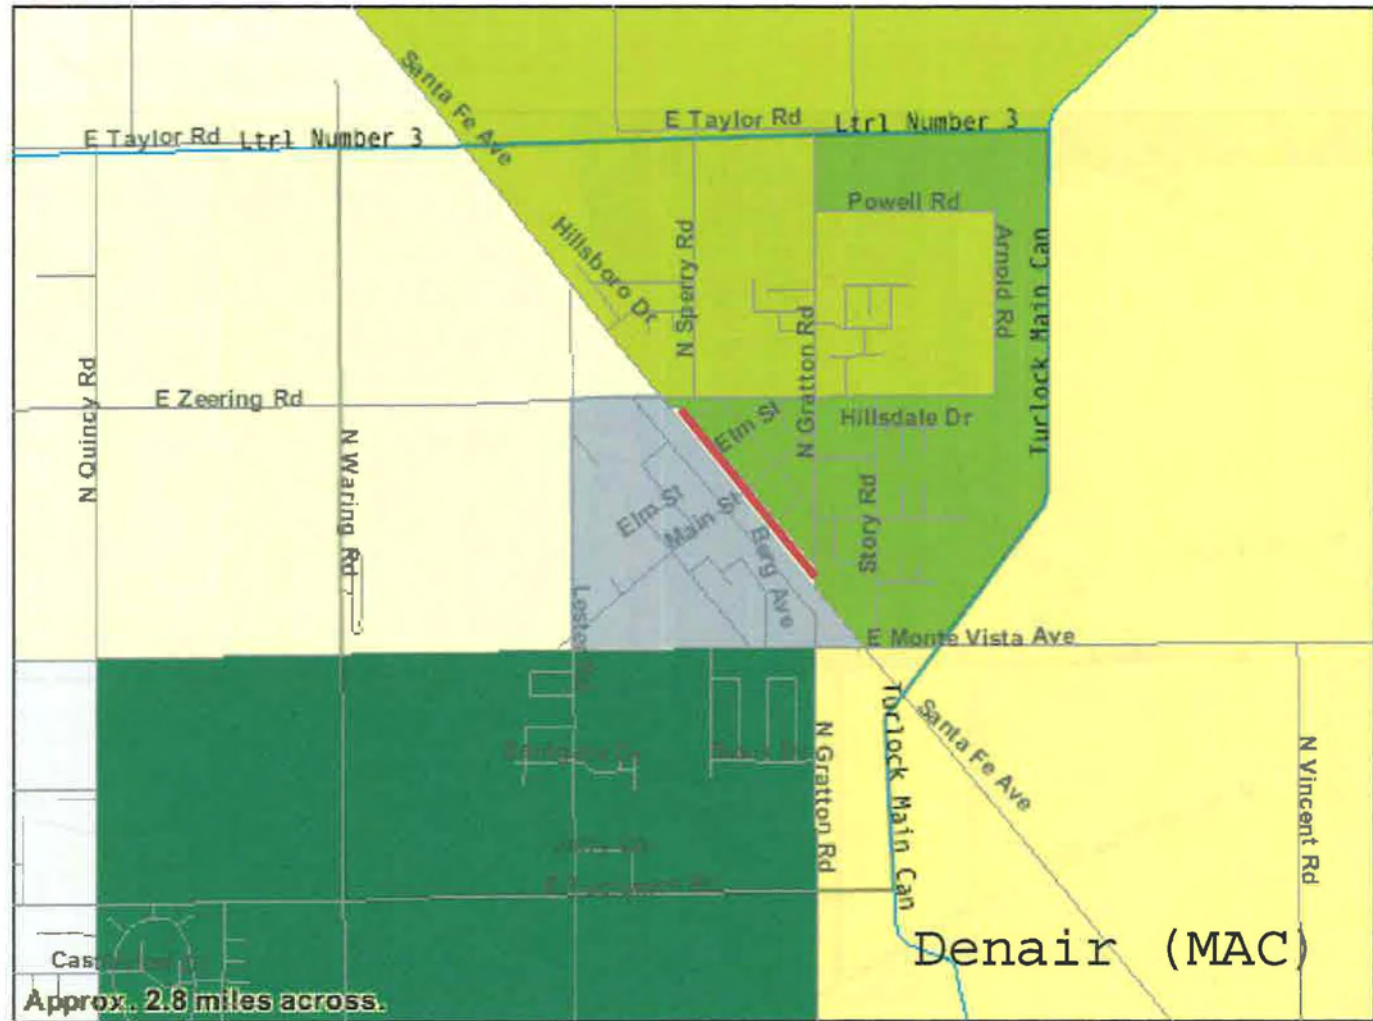 Santa Fe Ave
E Taylor Rd
Ltrl Number 3
E Taylor Rd
Ltrl Number 3
Powell Rd
Hillsboro Dr
N Sperry Rd
Arnold Rd
Turlock Main Can
N Gratton Rd
N Quincy Rd
E Zeering Rd
Elm St
Hillsdale Dr
N Waring Rd
Elm St
Main St
Berg Ave
Story Rd
E Monte Vista Ave
Turlock Main Can
Santa Fe Ave
N Gratton Rd
N Vincent Rd
Denair (MAC)
Approx. 2.8 miles across.